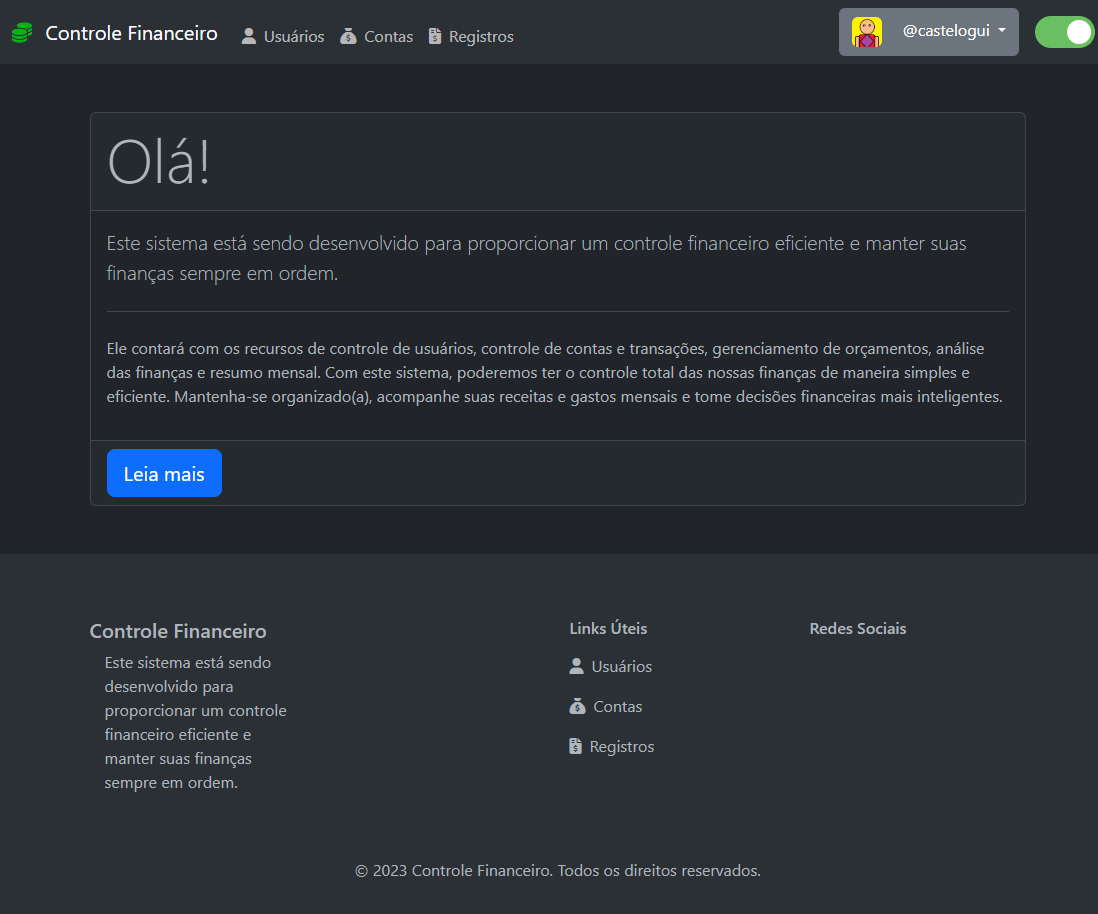 Controle Financeiro Usuários Contas Registros @castelogui
Olá!
Este sistema está sendo desenvolvido para proporcionar um controle financeiro eficiente e manter suas
finanças sempre em ordem.
Ele contará com os recursos de controle de usuários, controle de contas e transações, gerenciamento de orçamentos, análise
das finanças e resumo mensal. Com este sistema, poderemos ter o controle total das nossas finanças de maneira simples e
eficiente. Mantenha-se organizado(a), acompanhe suas receitas e gastos mensais e tome decisões financeiras mais inteligentes.
Leia mais
Controle Financeiro
Este sistema está sendo
desenvolvido para
proporcionar um controle
financeiro eficiente e
manter suas finanças
sempre em ordem.
Links Úteis
Usuários
Contas
Registros
Redes Sociais
© 2023 Controle Financeiro. Todos os direitos reservados.